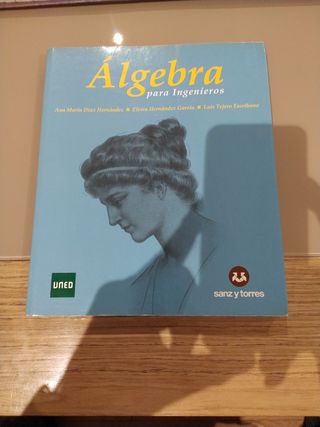 Álgebra
para Ingenieros
Ana María Díaz Hernández ■ Elvira Hernández García ■ Luis Tejero Escribano
UNED
sanz y torres